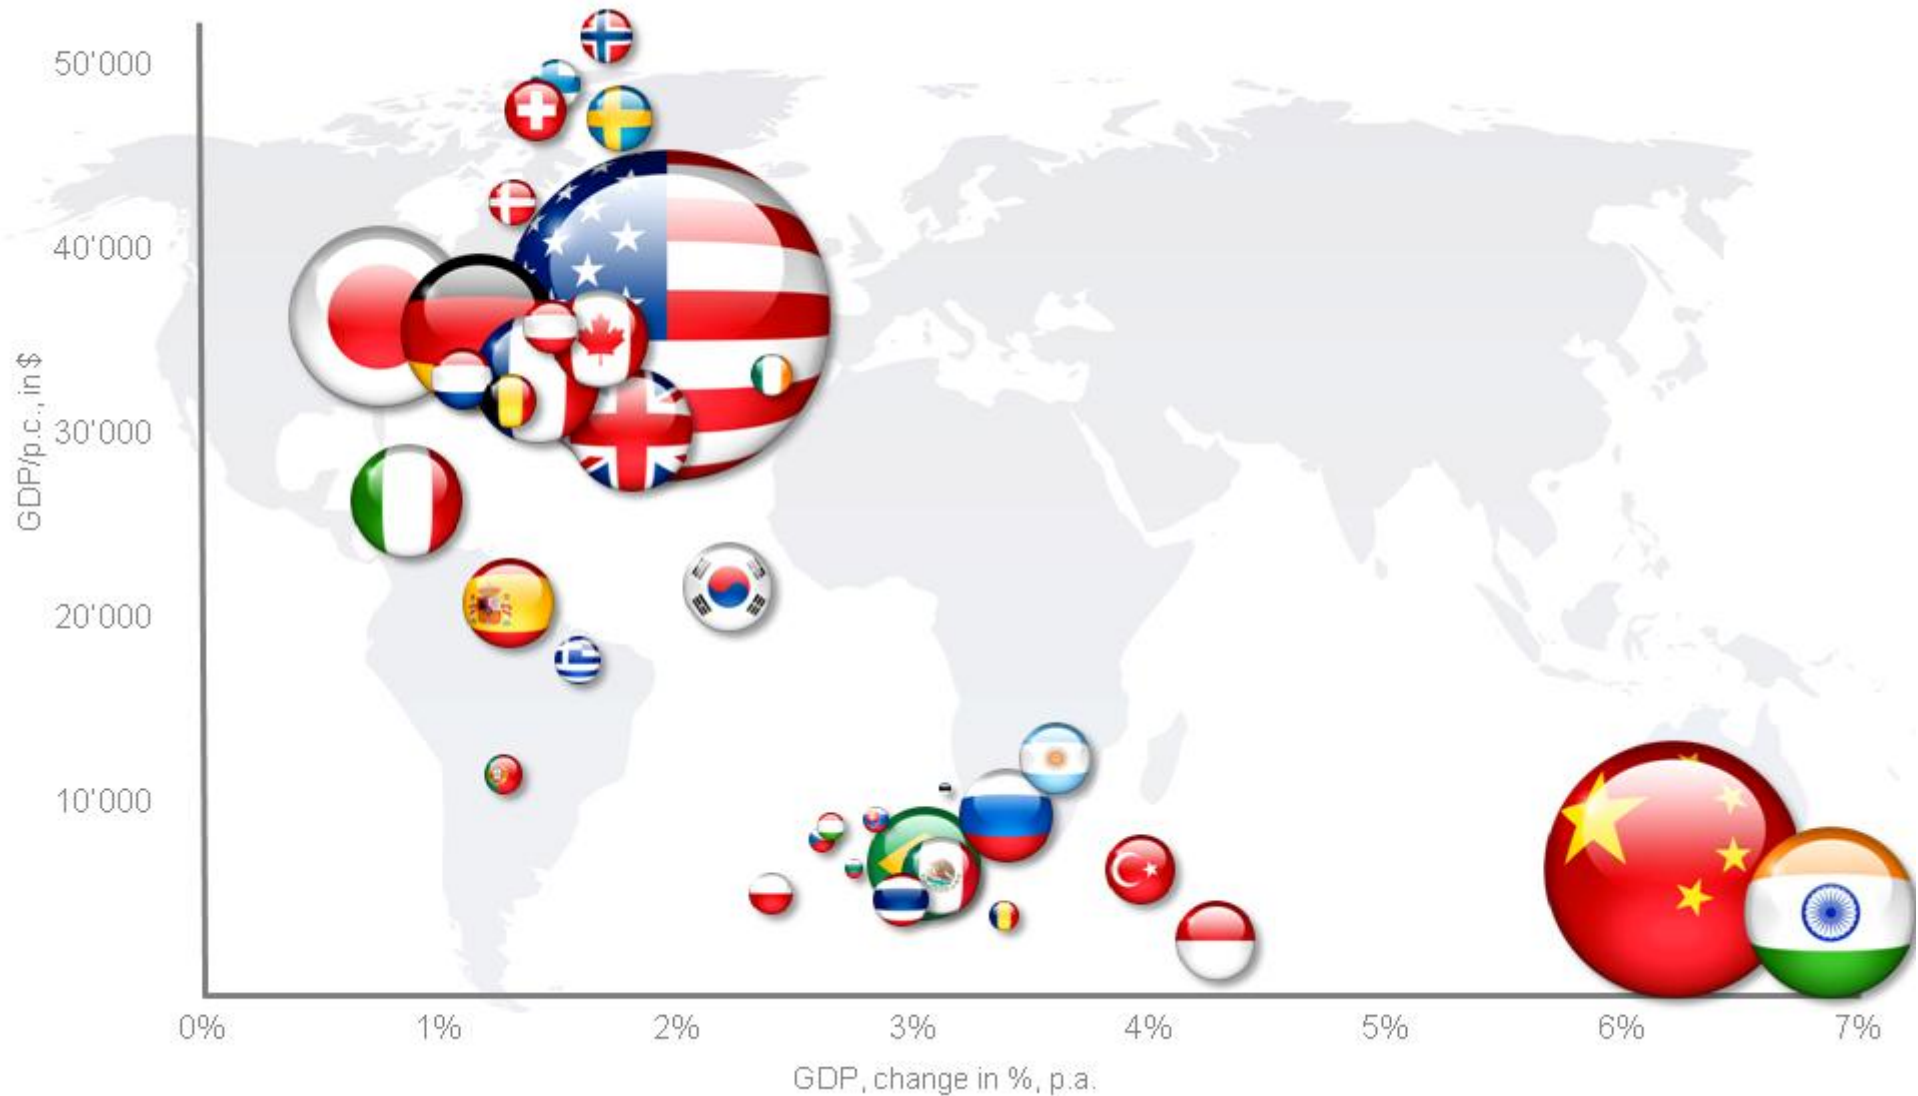 50'000
40'000
30'000
20'000
10'000
GDP/p.c., in $
0% 1% 2% 3% 4% 5% 6% 7%
GDP, change in %, p.a.